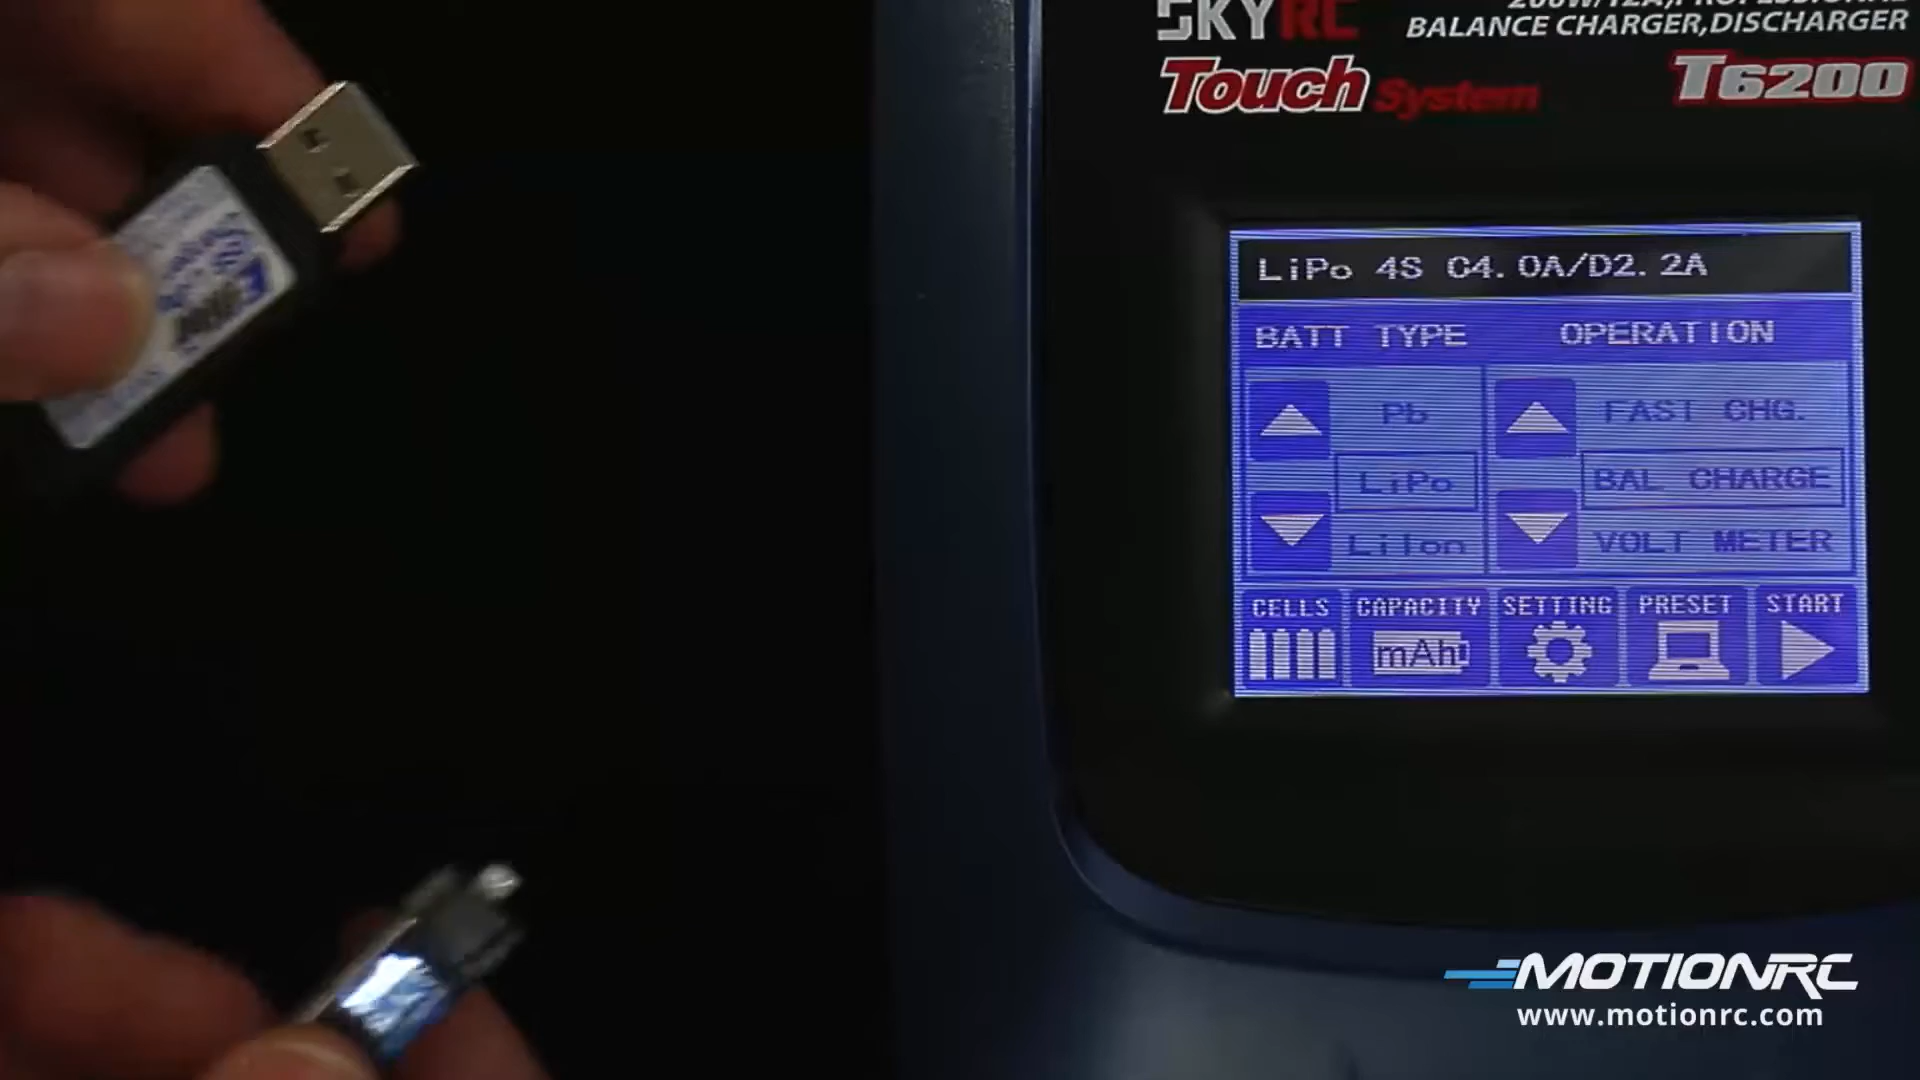 SKYRC
BALANCE CHARGER,DISCHARGER
Touch System
T6200
LiPo 4S C4.0A/D2.2A
BATT TYPE
OPERATION
Pb
FAST CHG.
LiPo
BAL CHARGE
LiIon
VOLT METER
CELLS
CAPACITY
SETTING
PRESET
START
mAh
MOTIONRC
www.motionrc.com